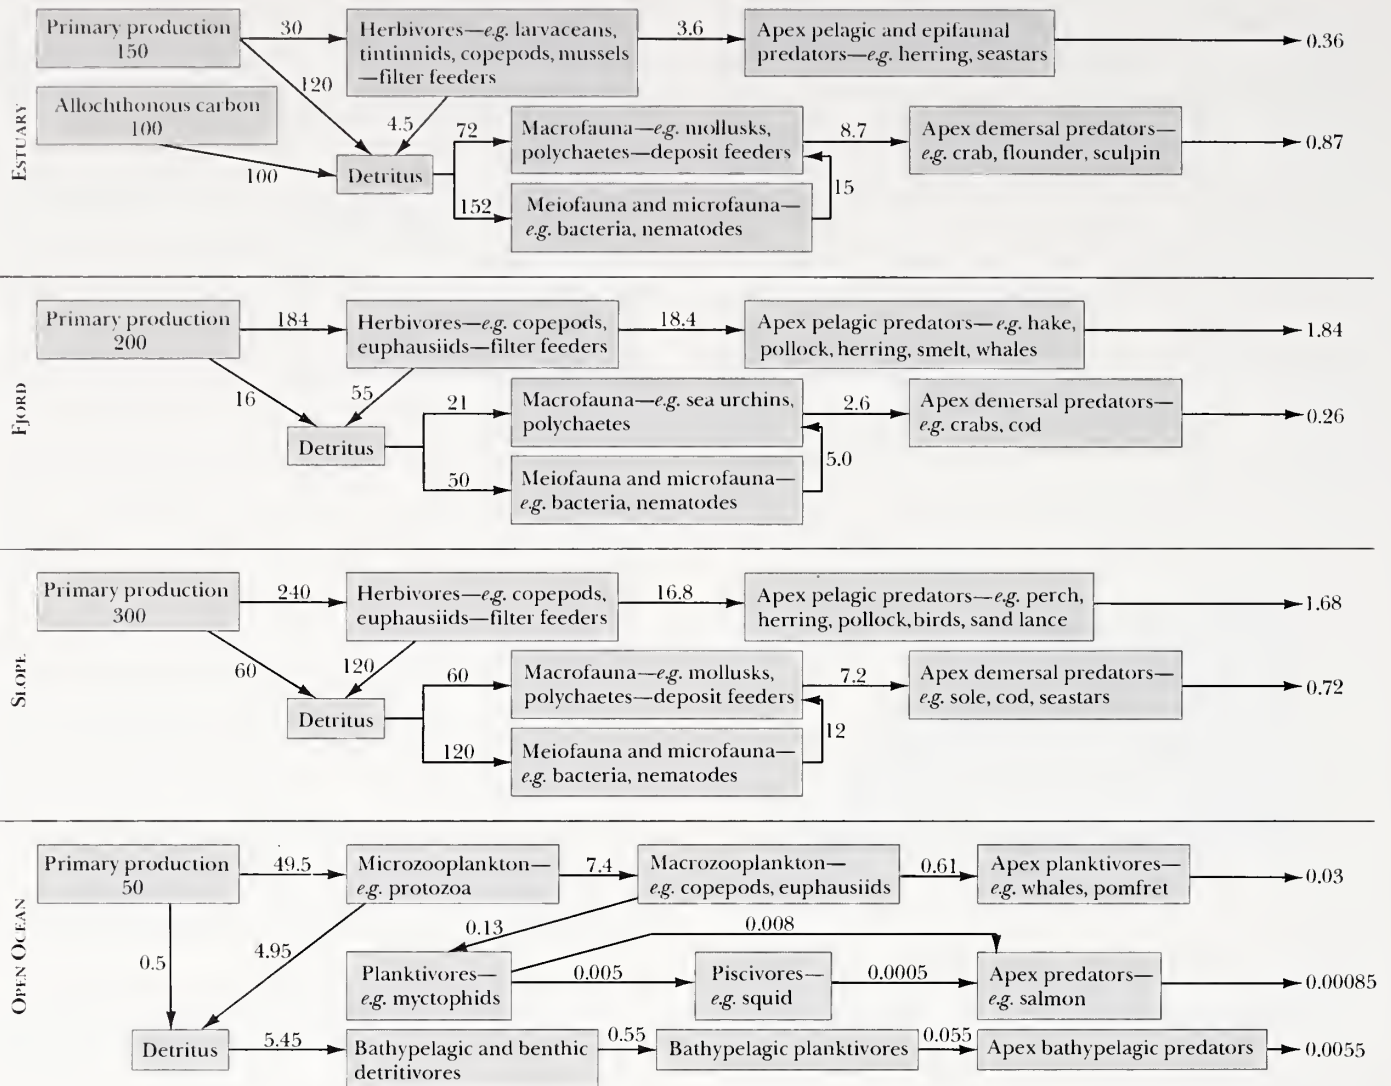 ESTUARY
Primary production
150
30
Herbivores—e.g. larvaceans,
tintinnids, copepods, mussels
—filter feeders
3.6
Apex pelagic and epifaunal
predators—e.g. herring, seastars
0.36
120
Allochthonous carbon
100
4.5
100
Detritus
72
Macrofauna—e.g. mollusks,
polychaetes—deposit feeders
8.7
Apex demersal predators—
e.g. crab, flounder, sculpin
0.87
15
152
Meiofauna and microfauna—
e.g. bacteria, nematodes
FJORD
Primary production
200
184
Herbivores—e.g. copepods,
euphausiids—filter feeders
18.4
Apex pelagic predators—e.g. hake,
pollock, herring, smelt, whales
1.84
16
55
Detritus
21
Macrofauna—e.g. sea urchins,
polychaetes
2.6
Apex demersal predators—
e.g. crabs, cod
0.26
5.0
50
Meiofauna and microfauna—
e.g. bacteria, nematodes
SLOPE
Primary production
300
240
Herbivores—e.g. copepods,
euphausiids—filter feeders
16.8
Apex pelagic predators—e.g. perch,
herring, pollock, birds, sand lance
1.68
60
120
Detritus
60
Macrofauna—e.g. mollusks,
polychaetes—deposit feeders
7.2
Apex demersal predators—
e.g. sole, cod, seastars
0.72
12
120
Meiofauna and microfauna—
e.g. bacteria, nematodes
OPEN OCEAN
Primary production
50
49.5
Microzooplankton—
e.g. protozoa
7.4
Macrozooplankton—
e.g. copepods, euphausiids
0.61
Apex planktivores—
e.g. whales, pomfret
0.03
0.5
4.95
0.13
0.008
Planktivores—
e.g. myctophids
0.005
Piscivores—
e.g. squid
0.0005
Apex predators—
e.g. salmon
0.00085
Detritus
5.45
Bathypelagic and benthic
detritivores
0.55
Bathypelagic planktivores
0.055
Apex bathypelagic predators
0.0055